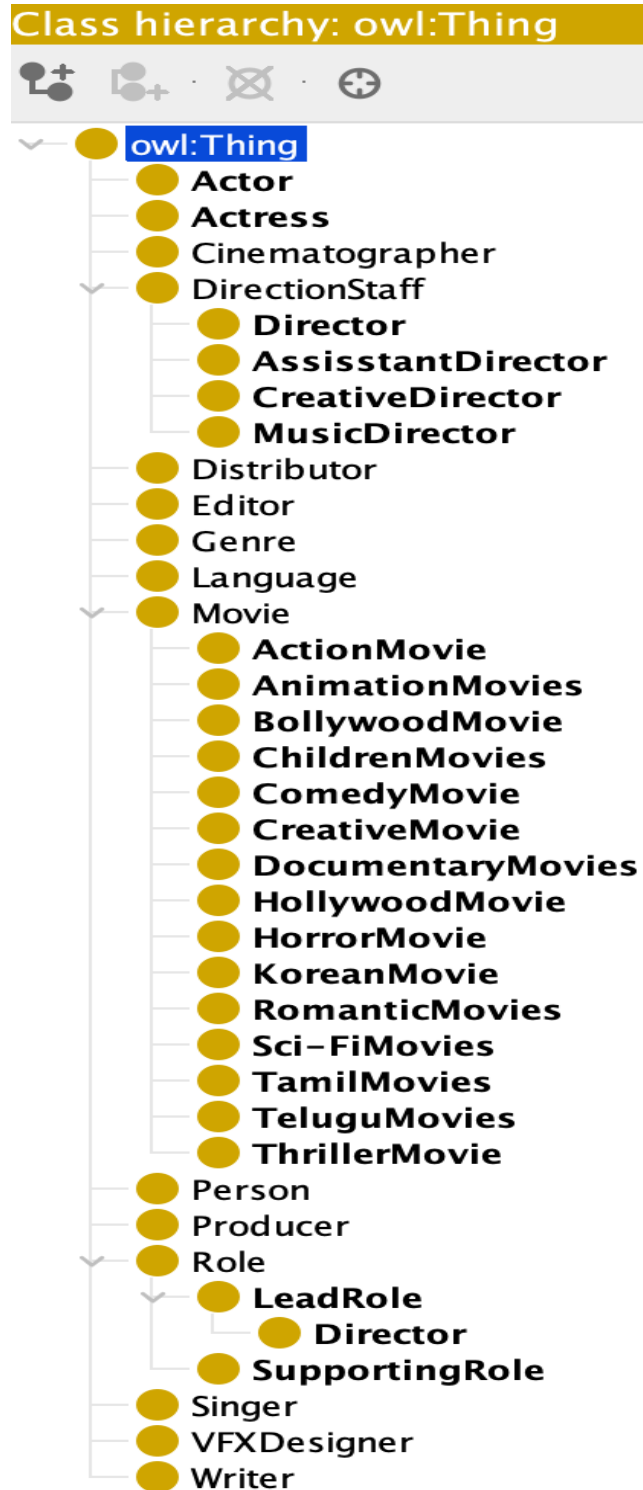 Class hierarchy: owl:Thing
owl:Thing
Actor
Actress
Cinematographer
DirectionStaff
Director
AssisstantDirector
CreativeDirector
MusicDirector
Distributor
Editor
Genre
Language
Movie
ActionMovie
AnimationMovies
BollywoodMovie
ChildrenMovies
ComedyMovie
CreativeMovie
DocumentaryMovies
HollywoodMovie
HorrorMovie
KoreanMovie
RomanticMovies
Sci-FiMovies
TamilMovies
TeluguMovies
ThrillerMovie
Person
Producer
Role
LeadRole
Director
SupportingRole
Singer
VFXDesigner
Writer